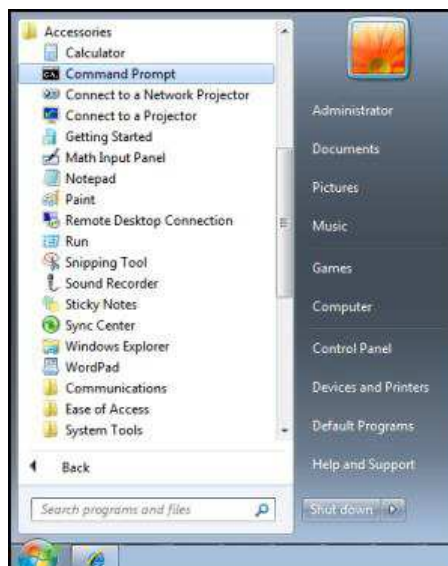 Accessories
Calculator
Command Prompt
Connect to a Network Projector
Connect to a Projector
Getting Started
Math Input Panel
Notepad
Paint
Remote Desktop Connection
Run
Snipping Tool
Sound Recorder
Sticky Notes
Sync Center
Windows Explorer
WordPad
Communications
Ease of Access
System Tools
Back
Search programs and files
Administrator
Documents
Pictures
Music
Games
Computer
Control Panel
Devices and Printers
Default Programs
Help and Support
Shut down